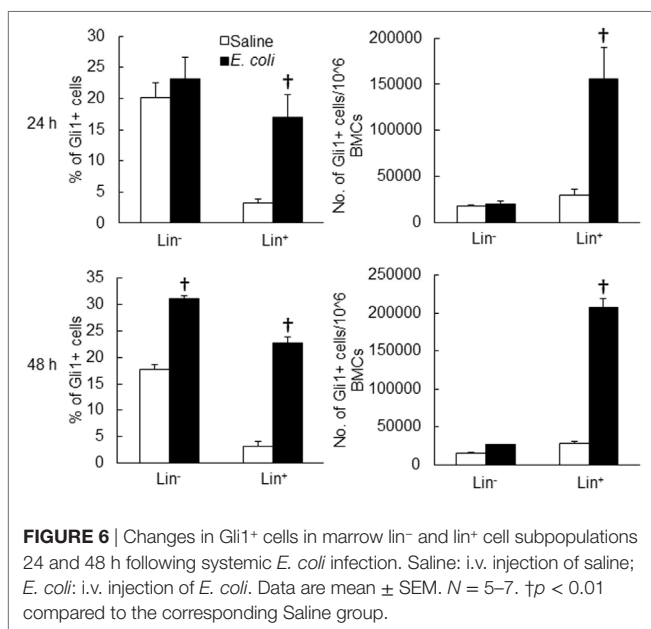 Saline
E. coli
24 h
% of Gli1+ cells
30
25
20
15
10
5
0
†
Lin⁻ Lin⁺
No. of Gli1+ cells/10^6
BMCs
200000
150000
100000
50000
0
†
Lin⁻ Lin⁺
48 h
% of Gli1+ cells
35
30
25
20
15
10
5
0
† †
Lin⁻ Lin⁺
No. of Gli1+ cells/10^6
BMCs
250000
200000
150000
100000
50000
0
†
Lin⁻ Lin⁺
FIGURE 6 | Changes in Gli1⁺ cells in marrow lin⁻ and lin⁺ cell subpopulations
24 and 48 h following systemic E. coli infection. Saline: i.v. injection of saline;
E. coli: i.v. injection of E. coli. Data are mean ± SEM. N = 5–7. †p < 0.01
compared to the corresponding Saline group.